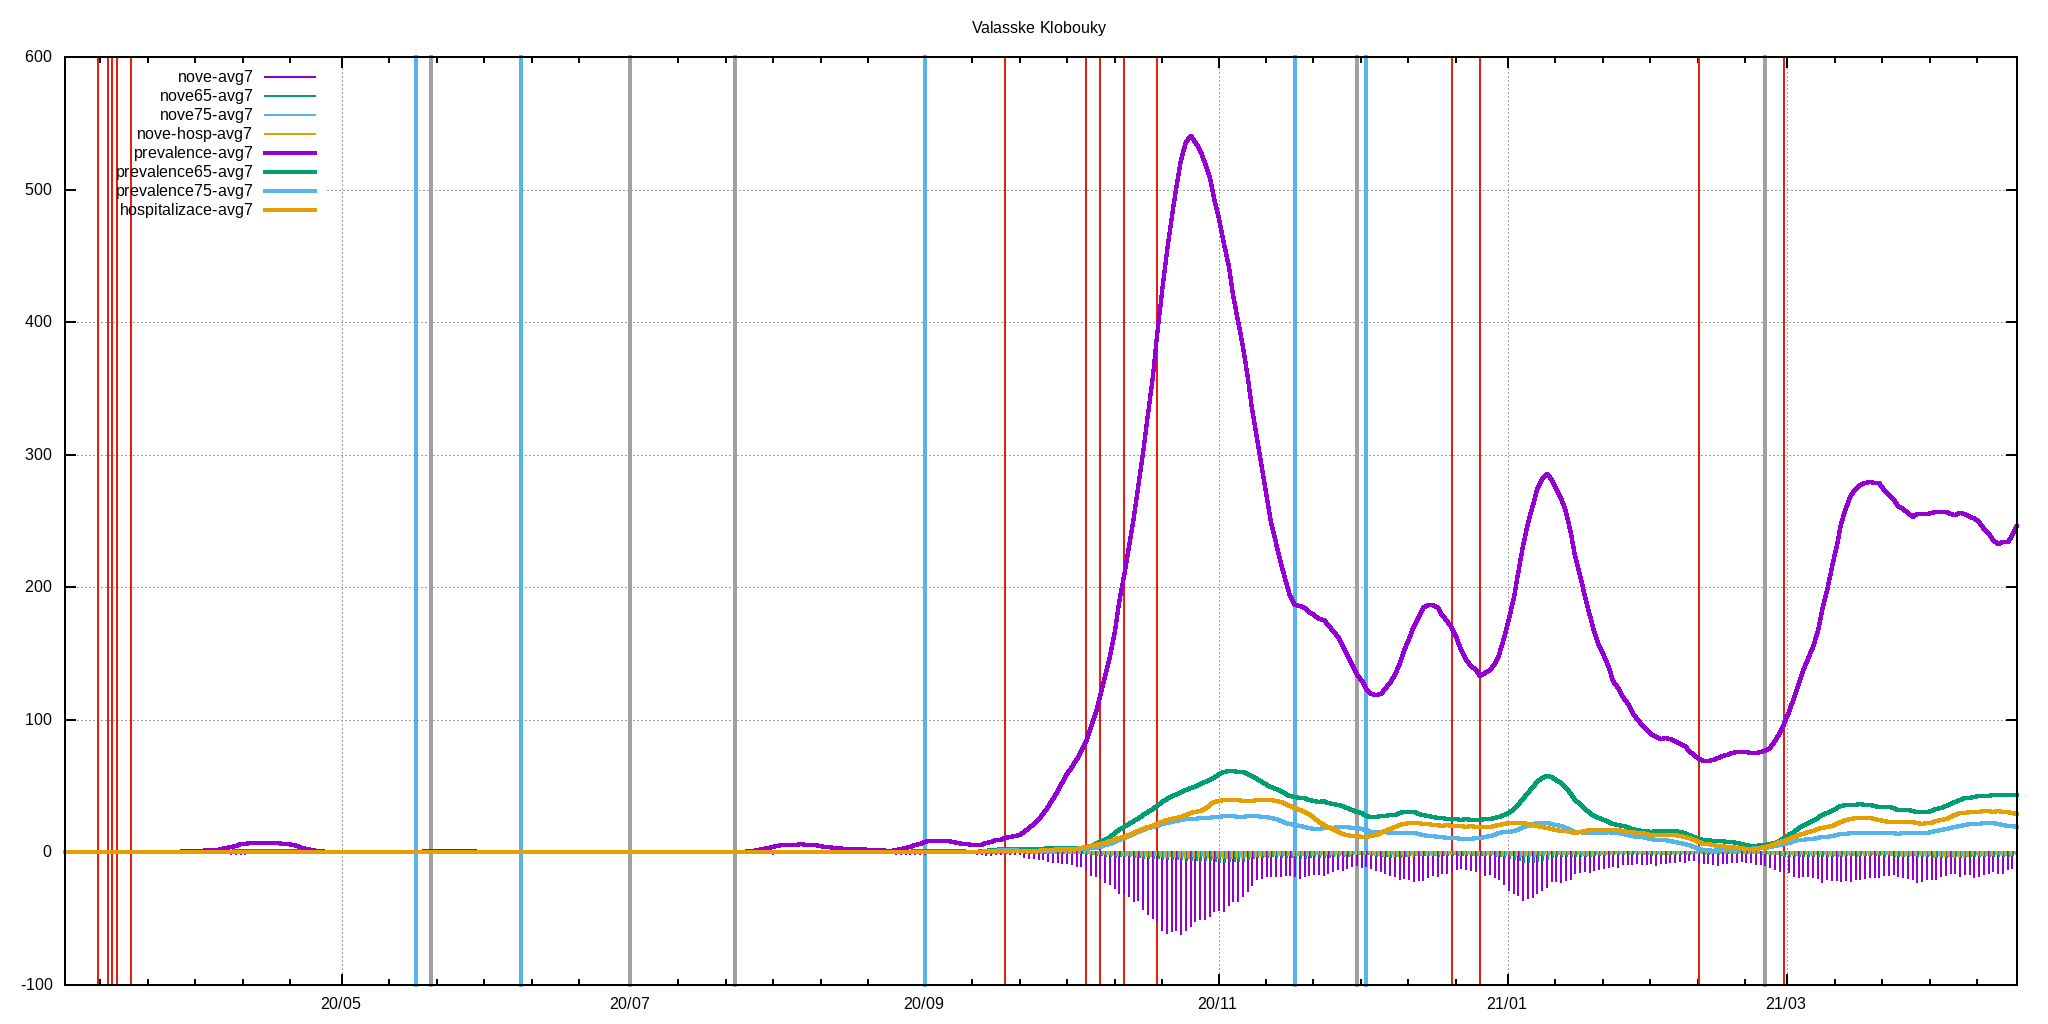 Valasske Klobouky
600
500
400
300
200
100
0
-100
nove-avg7
nove65-avg7
nove75-avg7
nove-hosp-avg7
prevalence-avg7
prevalence65-avg7
prevalence75-avg7
hospitalizace-avg7
20/05 20/07 20/09 20/11 21/01 21/03